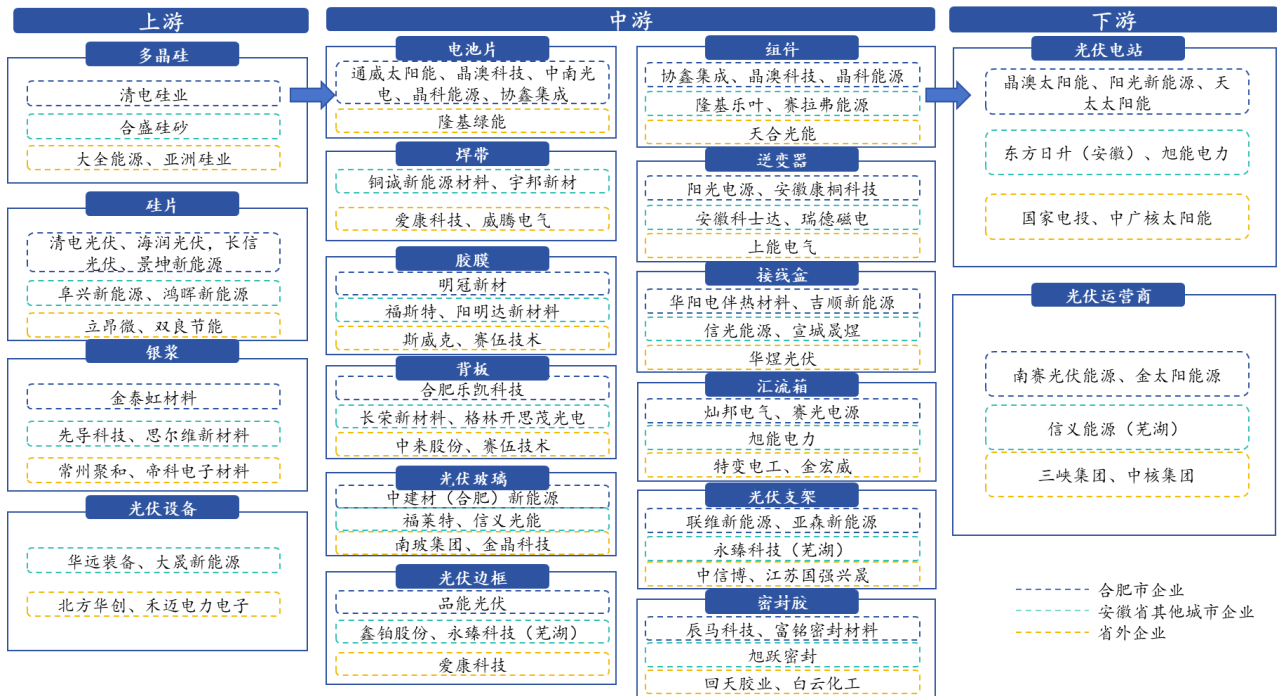 上游
多晶硅
清电硅业
合盛硅砂
大全能源、亚洲硅业
硅片
清电光伏、海润光伏，长信
光伏、景坤新能源
阜兴新能源、鸿晖新能源
立昂微、双良节能
银浆
金泰虹材料
先导科技、思尔维新材料
常州聚和、帝科电子材料
光伏设备
华远装备、大晟新能源
北方华创、禾迈电力电子
中游
电池片
通威太阳能、晶澳科技、中南光
电、晶科能源、协鑫集成
隆基绿能
焊带
铜诚新能源材料、宇邦新材
爱康科技、威腾电气
胶膜
明冠新材
福斯特、阳明达新材料
斯威克、赛伍技术
背板
合肥乐凯科技
长荣新材料、格林开思茂光电
中来股份、赛伍技术
光伏玻璃
中建材（合肥）新能源
福莱特、信义光能
南玻集团、金晶科技
光伏边框
品能光伏
鑫铂股份、永臻科技（芜湖）
爱康科技
组件
协鑫集成、晶澳科技、晶科能源
隆基乐叶、赛拉弗能源
天合光能
逆变器
阳光电源、安徽康桐科技
安徽科士达、瑞德磁电
上能电气
接线盒
华阳电伴热材料、吉顺新能源
信光能源、宣城晟煜
华煜光伏
汇流箱
灿邦电气、赛光电源
旭能电力
特变电工、金宏威
光伏支架
联维新能源、亚森新能源
永臻科技（芜湖）
中信博、江苏国强兴晟
密封胶
辰马科技、富铭密封材料
旭跃密封
回天胶业、白云化工
下游
光伏电站
晶澳太阳能、阳光新能源、天
太太阳能
东方日升（安徽）、旭能电力
国家电投、中广核太阳能
光伏运营商
南赛光伏能源、金太阳能源
信义能源（芜湖）
三峡集团、中核集团
合肥市企业
安徽省其他城市企业
省外企业